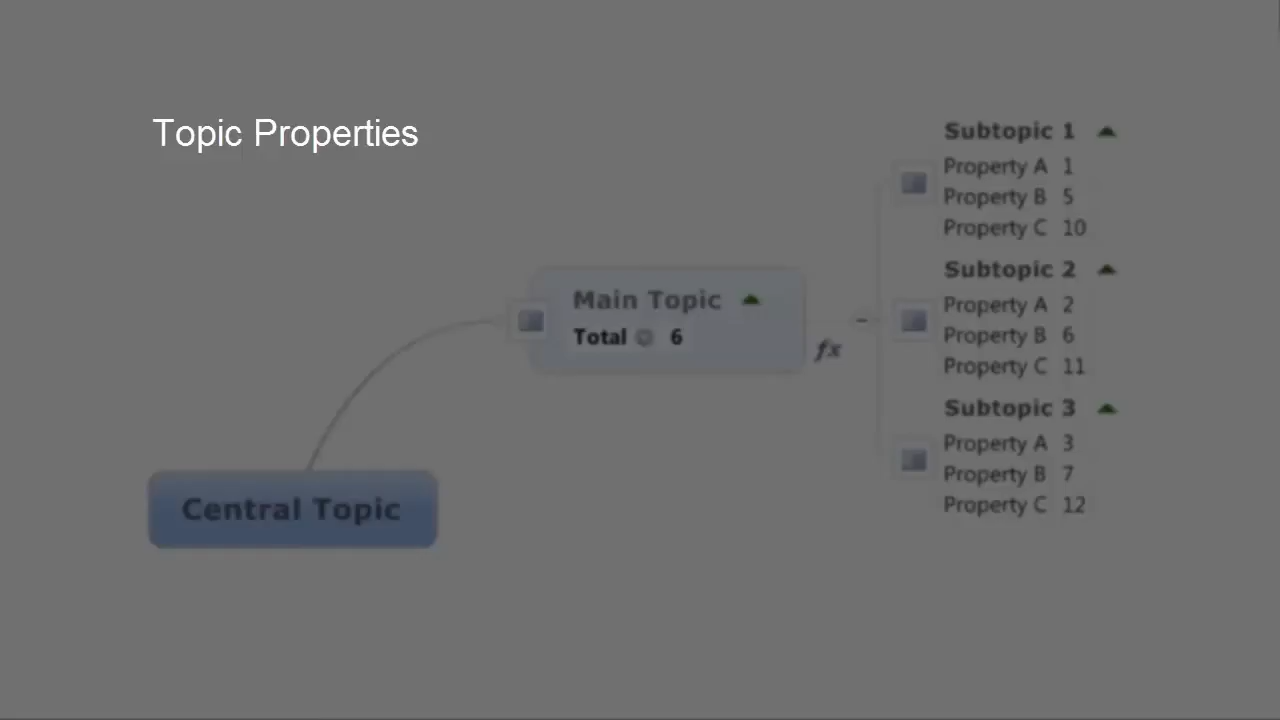 Topic Properties
Central Topic
Main Topic
Total 6
fx
Subtopic 1
Property A 1
Property B 5
Property C 10
Subtopic 2
Property A 2
Property B 6
Property C 11
Subtopic 3
Property A 3
Property B 7
Property C 12